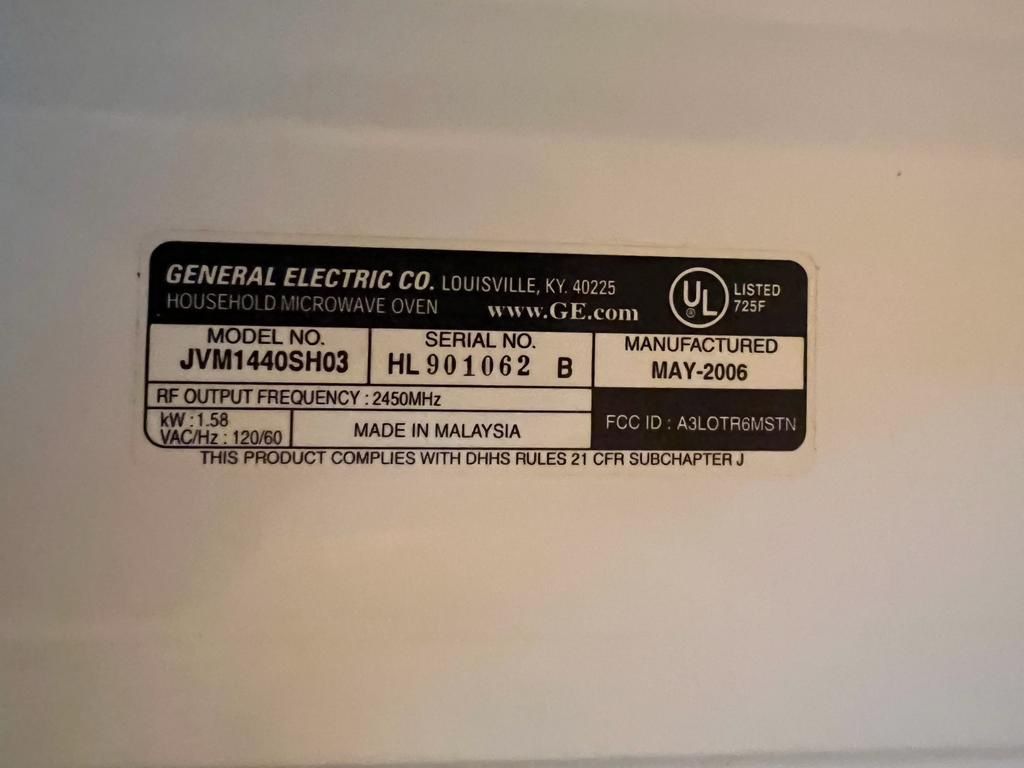 GENERAL ELECTRIC CO. LOUISVILLE, KY. 40225
HOUSEHOLD MICROWAVE OVEN www.GE.com
UL LISTED
725F
MODEL NO.
JVM1440SH03
SERIAL NO.
HL 901062 B
MANUFACTURED
MAY-2006
RF OUTPUT FREQUENCY : 2450MHz
kW : 1.58
VAC/Hz : 120/60
MADE IN MALAYSIA
FCC ID : A3LOTR6MSTN
THIS PRODUCT COMPLIES WITH DHHS RULES 21 CFR SUBCHAPTER J